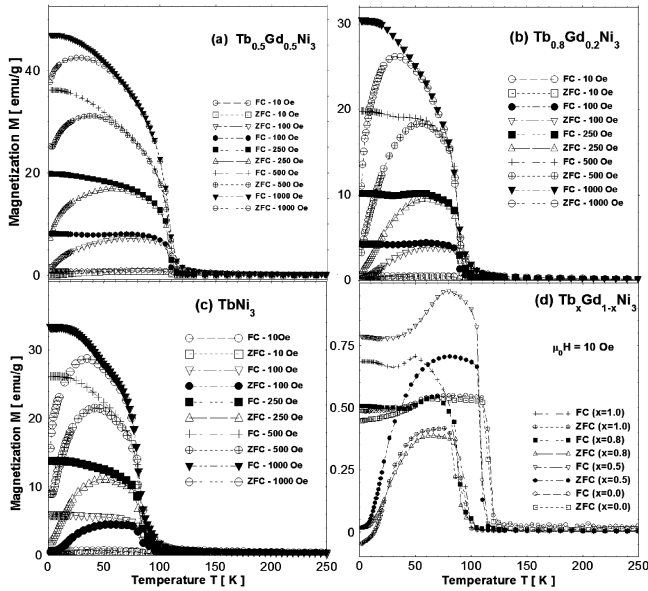 (a) Tb0.5Gd0.5Ni3
Magnetization M [ emu/g ]
40
20
0
FC - 10 Oe
ZFC - 10 Oe
ZFC - 100 Oe
FC - 100 Oe
FC - 250 Oe
ZFC - 250 Oe
FC - 500 Oe
ZFC - 500 Oe
FC - 1000 Oe
ZFC - 1000 Oe
(b) Tb0.8Gd0.2Ni3
30
20
10
0
FC - 10 Oe
ZFC - 10 Oe
FC - 100 Oe
ZFC - 100 Oe
FC - 250 Oe
ZFC - 250 Oe
FC - 500 Oe
ZFC - 500 Oe
FC - 1000 Oe
ZFC - 1000 Oe
(c) TbNi3
Magnetization M [ emu/g ]
30
20
10
0
FC - 10Oe
ZFC - 10 Oe
FC - 100 Oe
ZFC - 100 Oe
FC - 250 Oe
ZFC - 250 Oe
FC - 500 Oe
ZFC - 500 Oe
FC - 1000 Oe
ZFC - 1000 Oe
0 50 100 150 200 250
Temperature T [ K ]
(d) TbxGd1-xNi3
μ0H = 10 Oe
0.75
0.50
0.25
0
FC (x=1.0)
ZFC (x=1.0)
FC (x=0.8)
ZFC (x=0.8)
FC (x=0.5)
ZFC (x=0.5)
FC (x=0.0)
ZFC (x=0.0)
0 50 100 150 200 250
Temperature T [ K ]